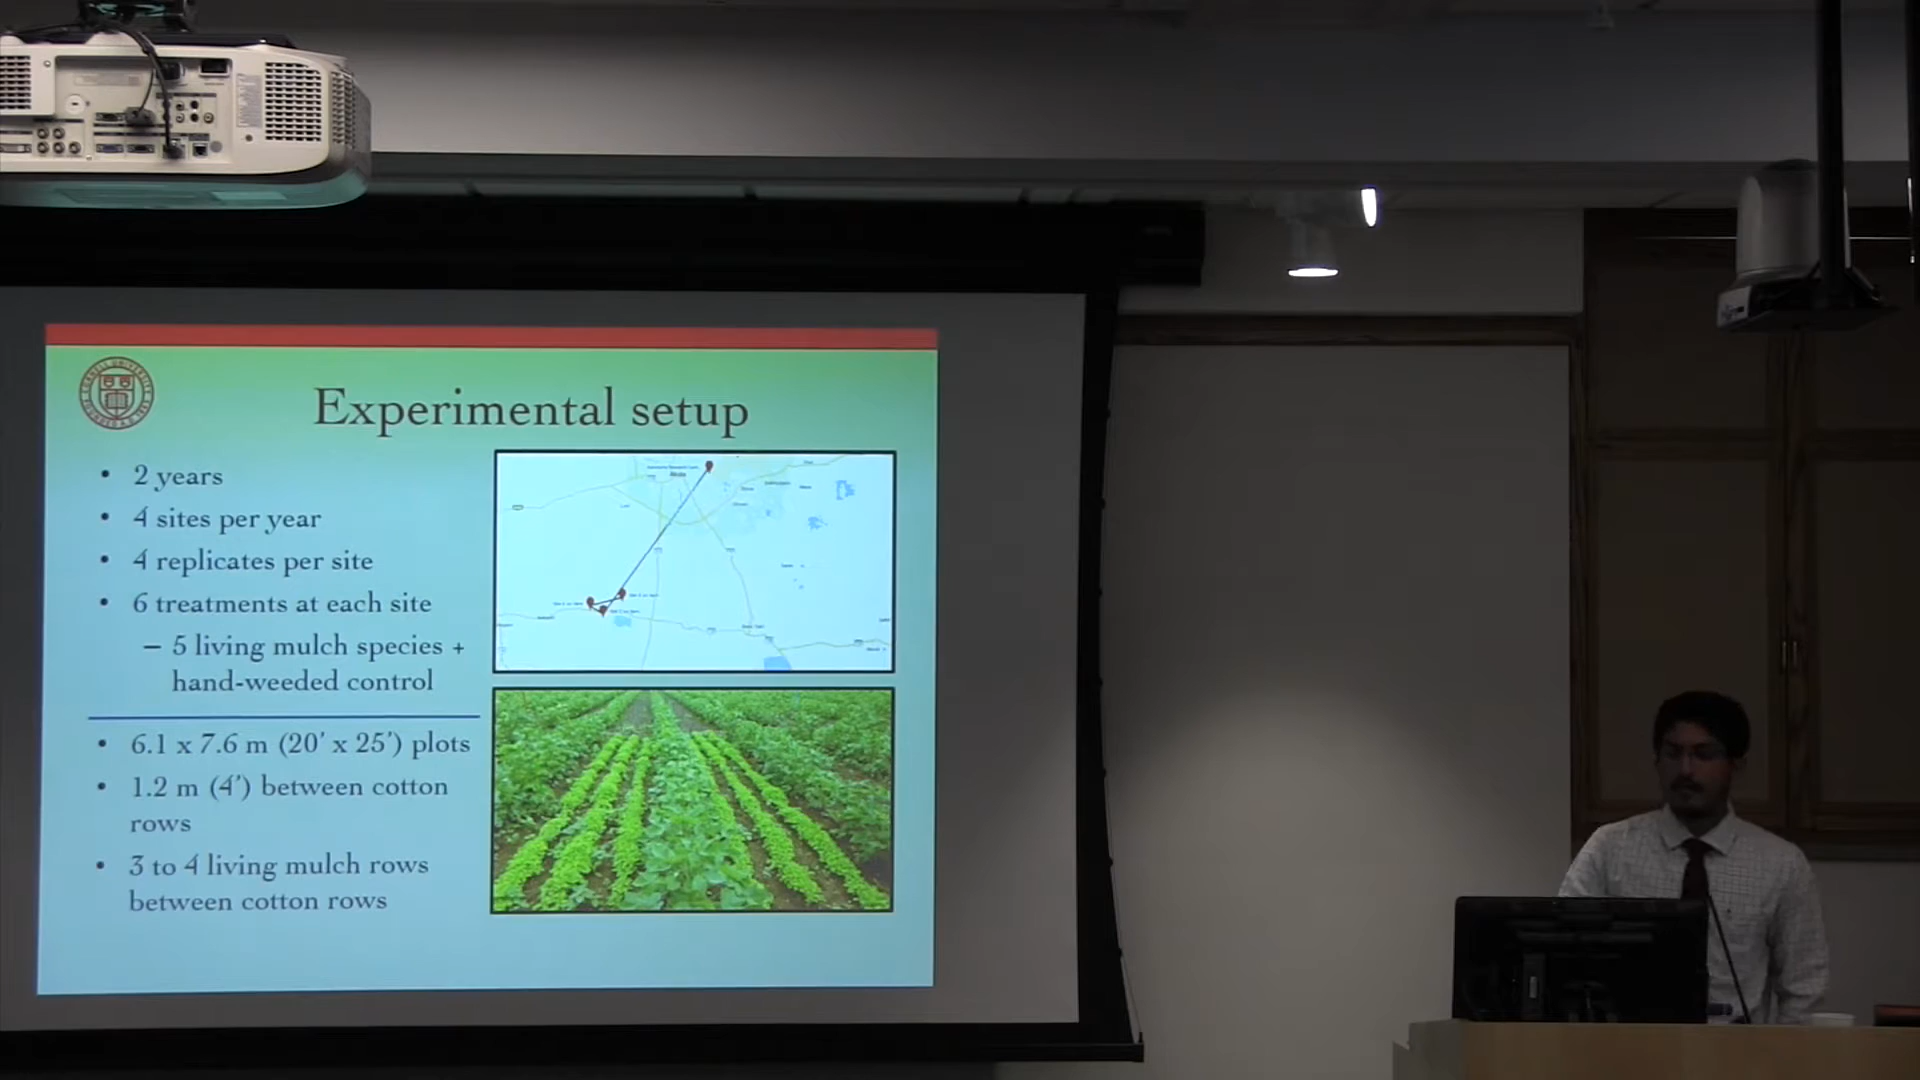 CORNELL UNIVERSITY
Experimental setup
• 2 years
• 4 sites per year
• 4 replicates per site
• 6 treatments at each site
– 5 living mulch species +
hand-weeded control
• 6.1 x 7.6 m (20' x 25') plots
• 1.2 m (4') between cotton
rows
• 3 to 4 living mulch rows
between cotton rows